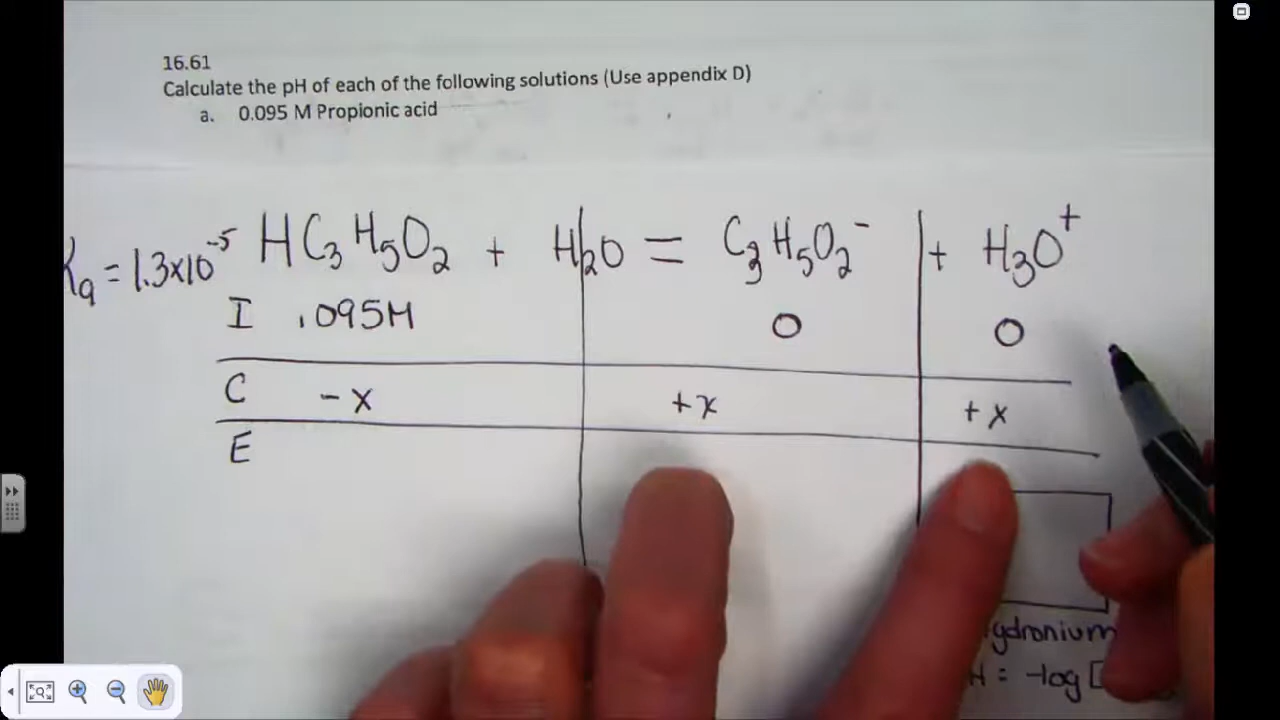 16.61
Calculate the pH of each of the following solutions (Use appendix D)
a. 0.095 M Propionic acid
Ka = 1.3x10⁻⁵ HC₃H₅O₂ + H₂O = C₃H₅O₂⁻ + H₃O⁺
I .095M 0 0
C -x +x +x
E
ydronium
H = -log [